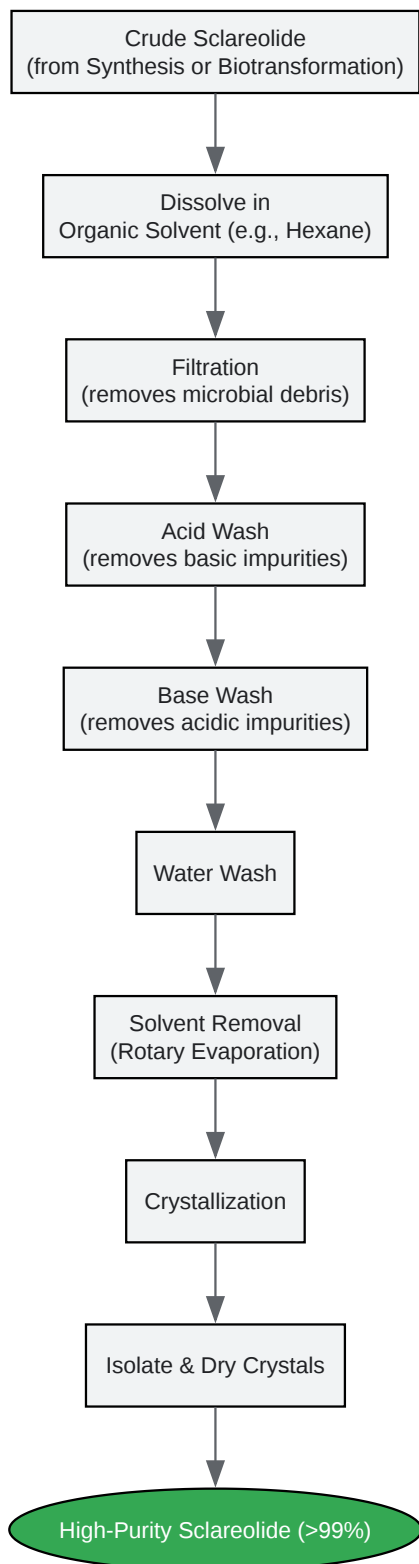 Crude Sclareolide
(from Synthesis or Biotransformation)
Dissolve in
Organic Solvent (e.g., Hexane)
Filtration
(removes microbial debris)
Acid Wash
(removes basic impurities)
Base Wash
(removes acidic impurities)
Water Wash
Solvent Removal
(Rotary Evaporation)
Crystallization
Isolate & Dry Crystals
High-Purity Sclareolide (>99%)